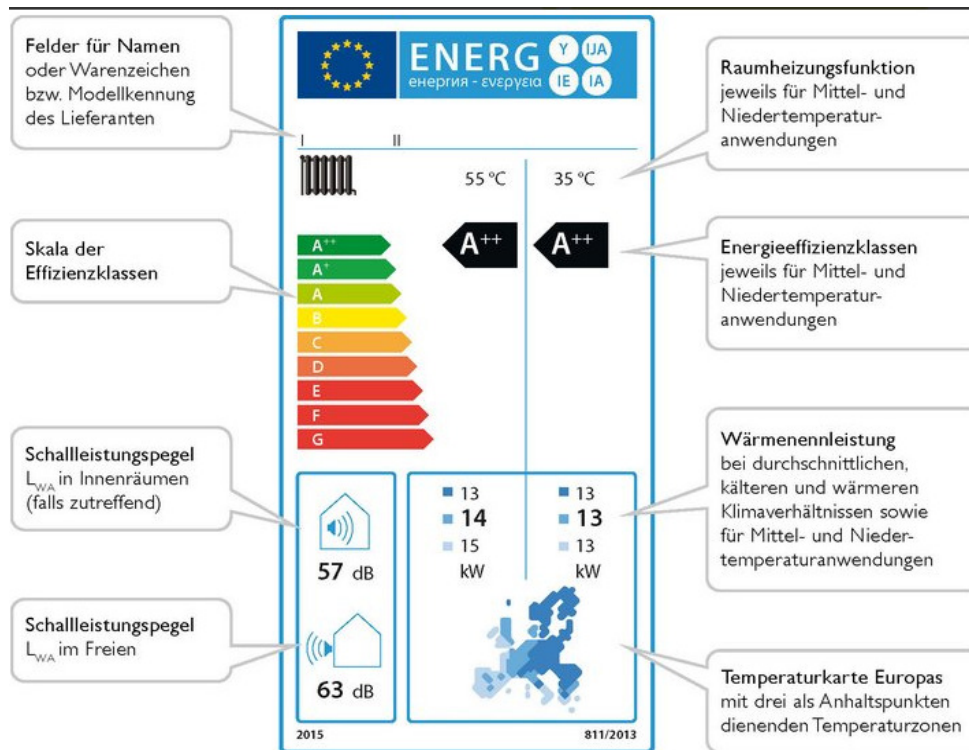 Felder für Namen
oder Warenzeichen
bzw. Modellkennung
des Lieferanten
Skala der
Effizienzklassen
Schallleistungspegel
LWA in Innenräumen
(falls zutreffend)
Schallleistungspegel
LWA im Freien
ENERG
Y IJA
енергия - ενεργεια
IE IA
I II
55 °C 35 °C
A++ A++
A++
A+
A
B
C
D
E
F
G
57 dB
63 dB
13 13
14 13
15 13
kW kW
2015 811/2013
Raumheizungsfunktion
jeweils für Mittel- und
Niedertemperatur-
anwendungen
Energieeffizienzklassen
jeweils für Mittel- und
Niedertemperatur-
anwendungen
Wärmenennleistung
bei durchschnittlichen,
kälteren und wärmeren
Klimaverhältnissen sowie
für Mittel- und Nieder-
temperaturanwendungen
Temperaturkarte Europas
mit drei als Anhaltspunkten
dienenden Temperaturzonen